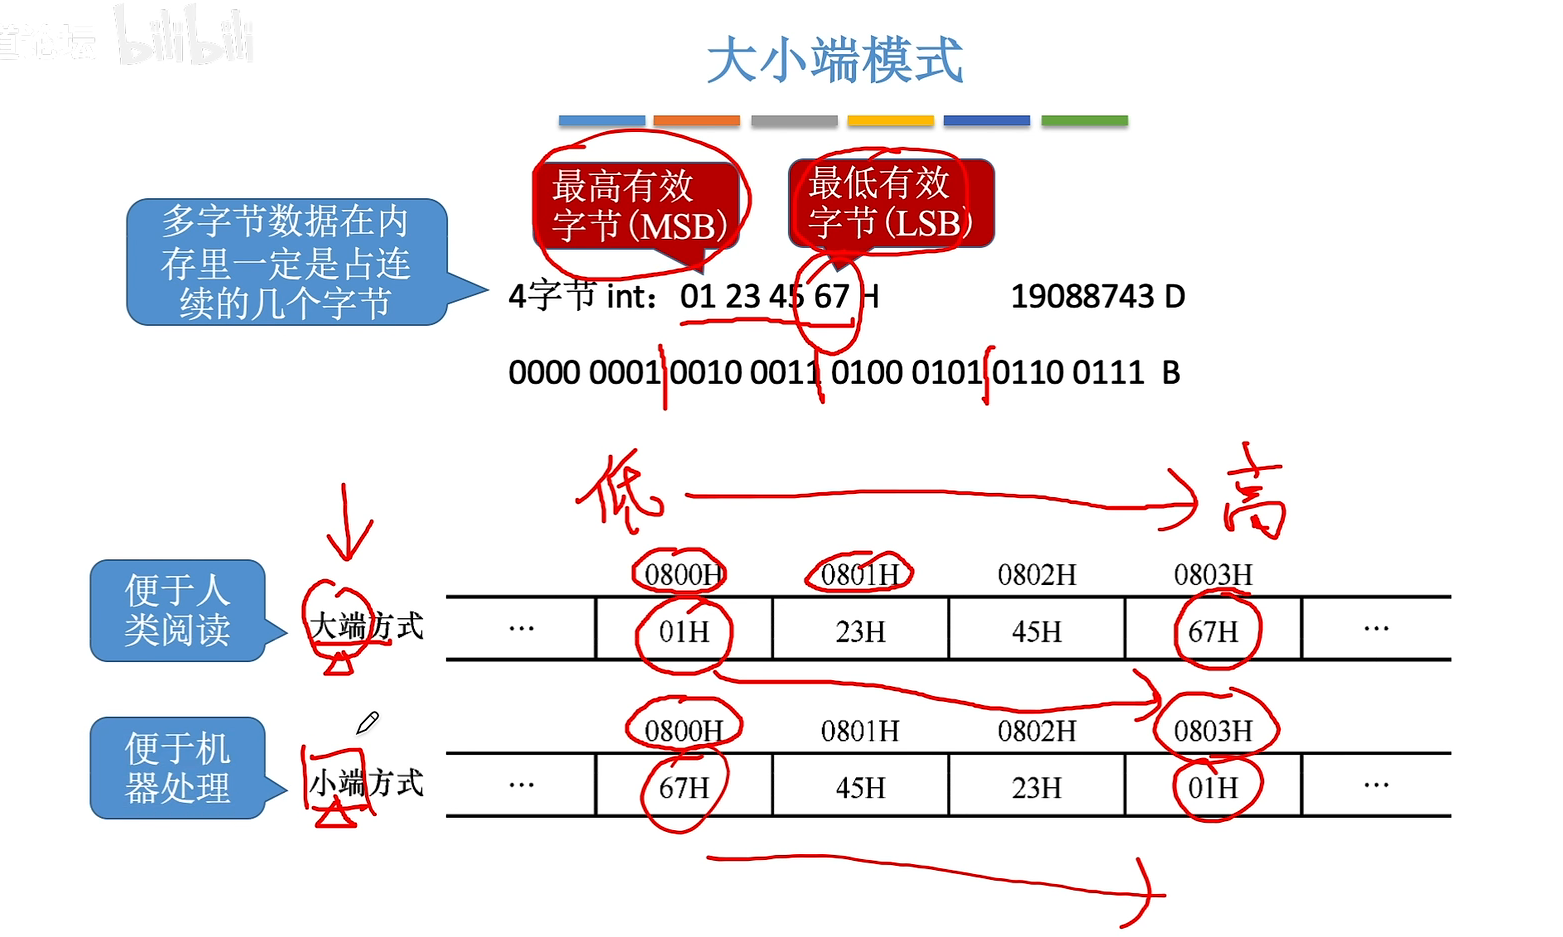 bilibili
大小端模式
最高有效
字节(MSB)
最低有效
字节(LSB)
多字节数据在内
存里一定是占连
续的几个字节
4字节 int：01 23 45 67 H 19088743 D
0000 0001 0010 0011 0100 0101 0110 0111 B
低 高
便于人
类阅读
0800H 0801H 0802H 0803H
大端方式 … 01H 23H 45H 67H …
便于机
器处理
0800H 0801H 0802H 0803H
小端方式 … 67H 45H 23H 01H …